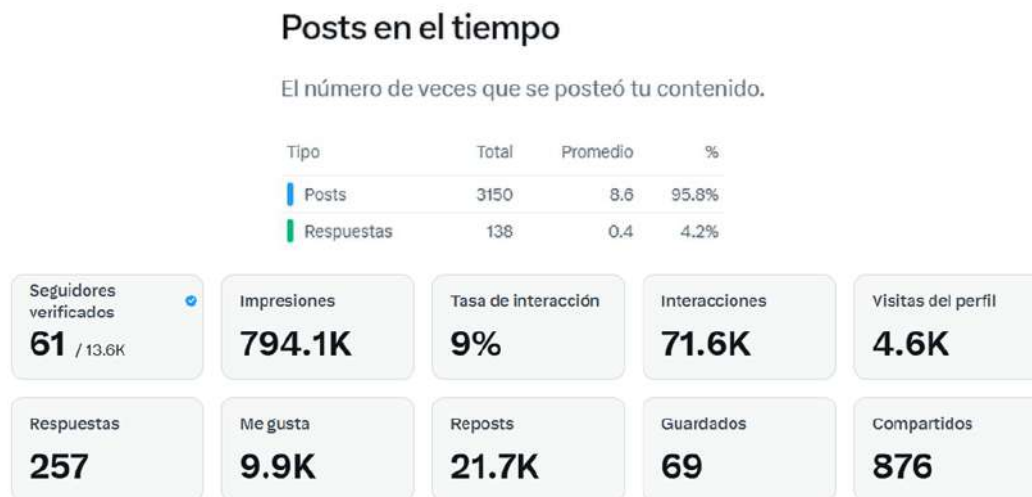 Posts en el tiempo
El número de veces que se posteó tu contenido.
Tipo Total Promedio %
Posts 3150 8.6 95.8%
Respuestas 138 0.4 4.2%
Seguidores
verificados
61 / 13.6K
Impresiones
794.1K
Tasa de interacción
9%
Interacciones
71.6K
Visitas del perfil
4.6K
Respuestas
257
Me gusta
9.9K
Reposts
21.7K
Guardados
69
Compartidos
876